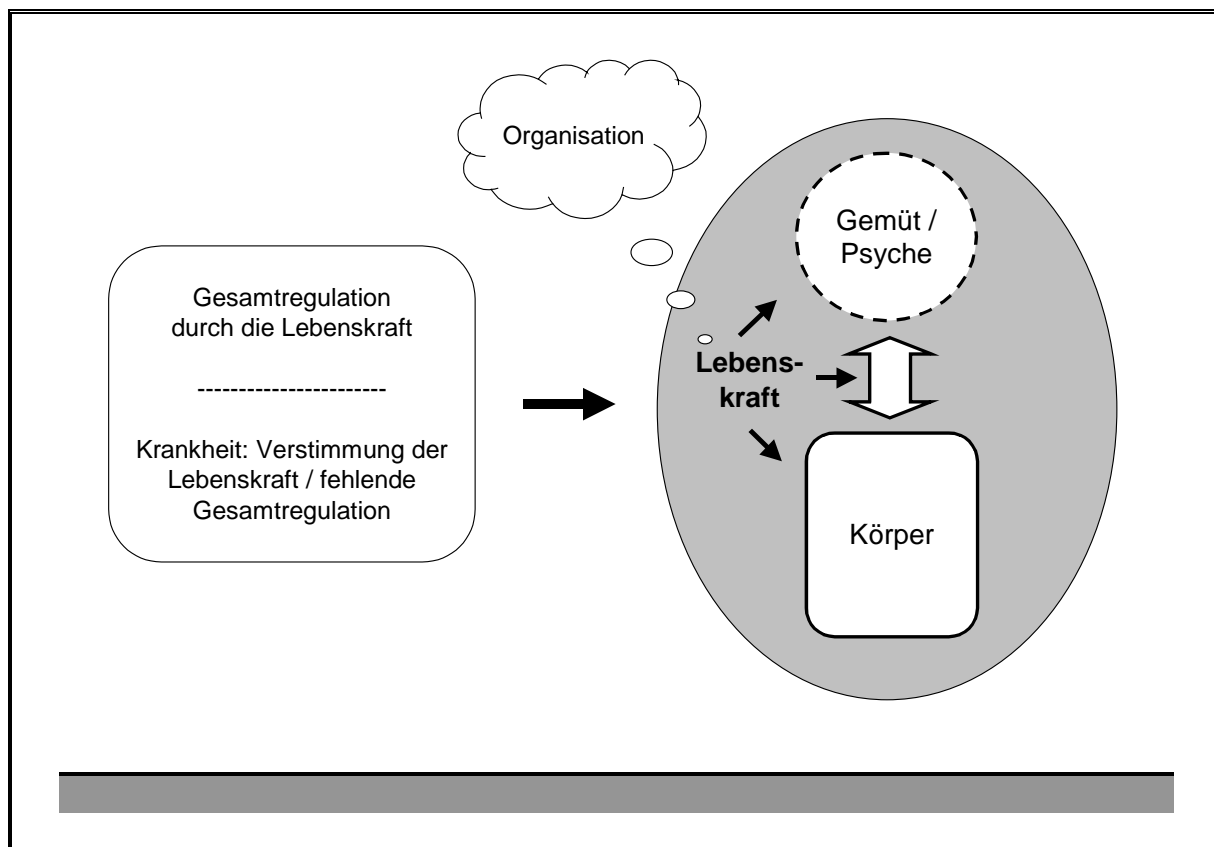 Organisation
Gemüt /
Psyche
Gesamtregulation
durch die Lebenskraft
-----------------------
Krankheit: Verstimmung der
Lebenskraft / fehlende
Gesamtregulation
Lebens-
kraft
Körper